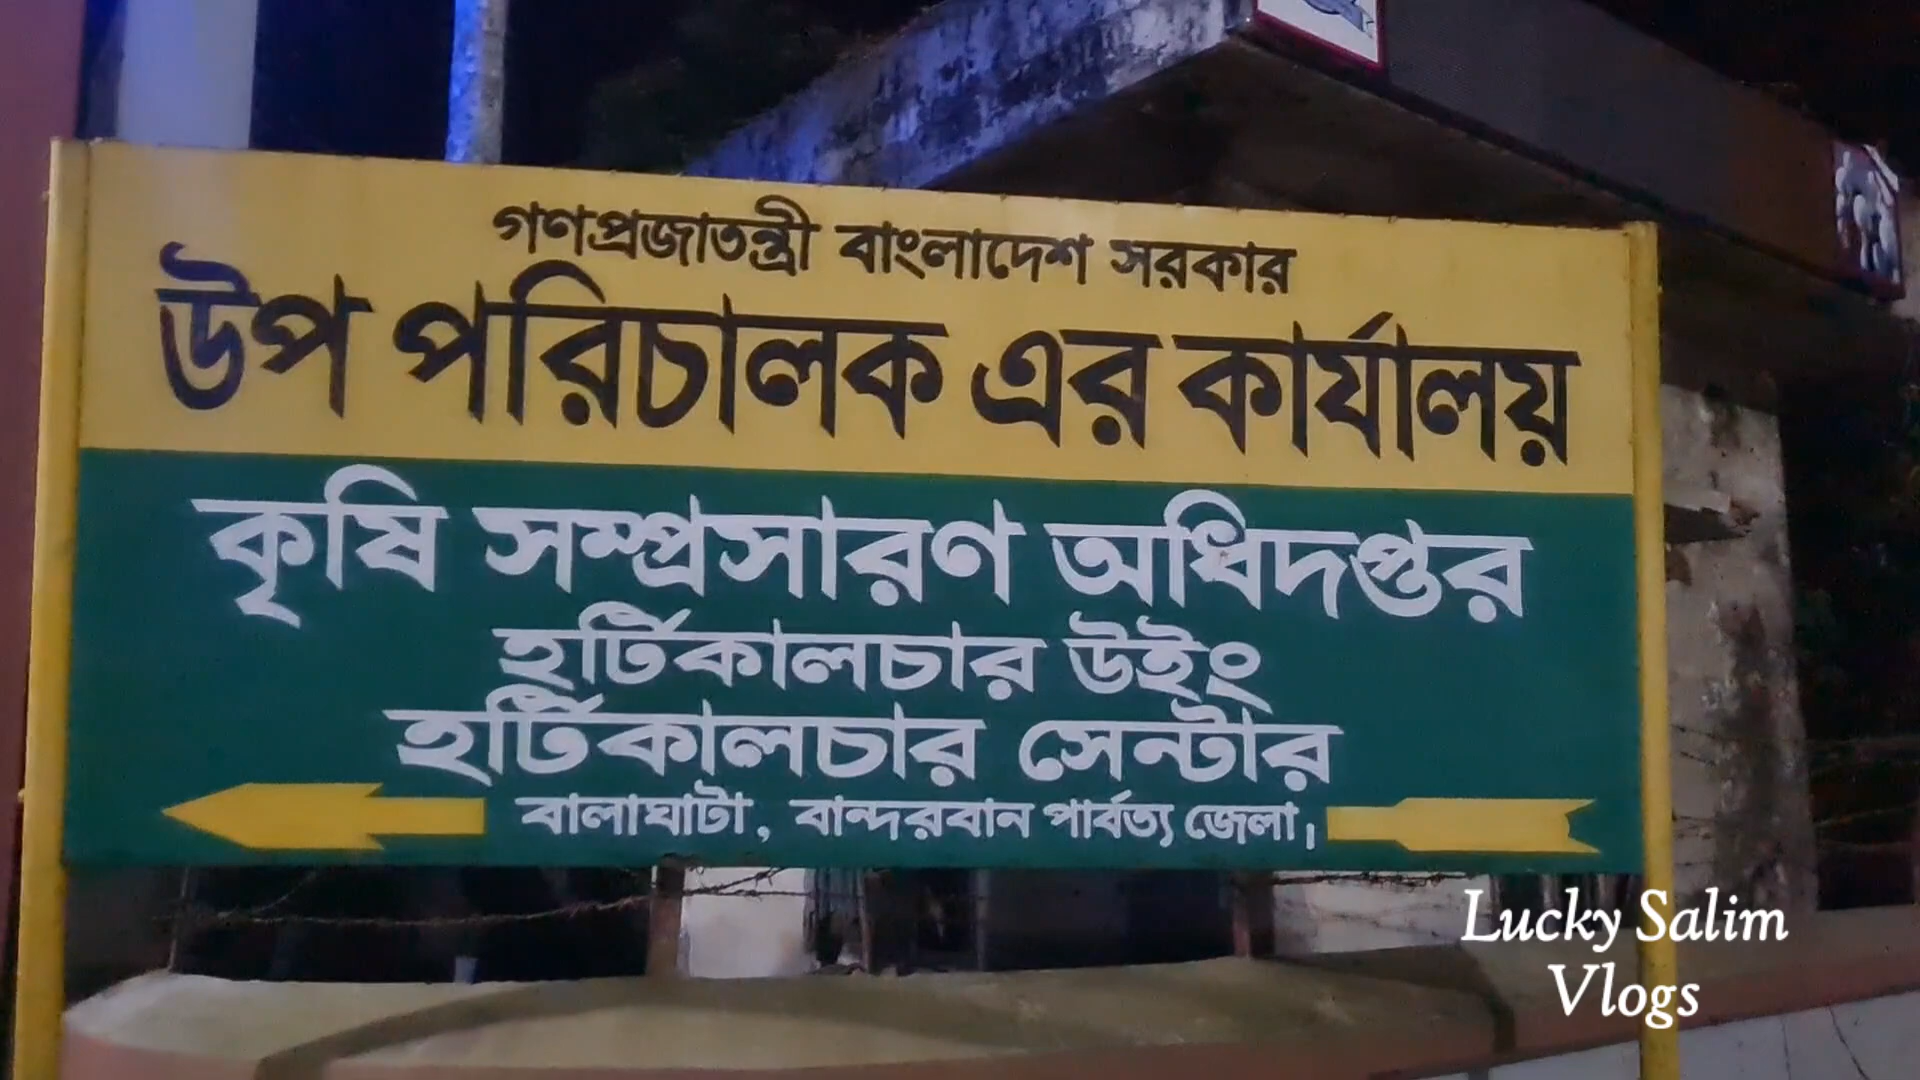 গণপ্রজাতন্ত্রী বাংলাদেশ সরকার
উপ পরিচালক এর কার্যালয়
কৃষি সম্প্রসারণ অধিদপ্তর
হর্টিকালচার উইং
হর্টিকালচার সেন্টার
বালাঘাটা, বান্দরবান পার্বত্য জেলা।
Lucky Salim
Vlogs